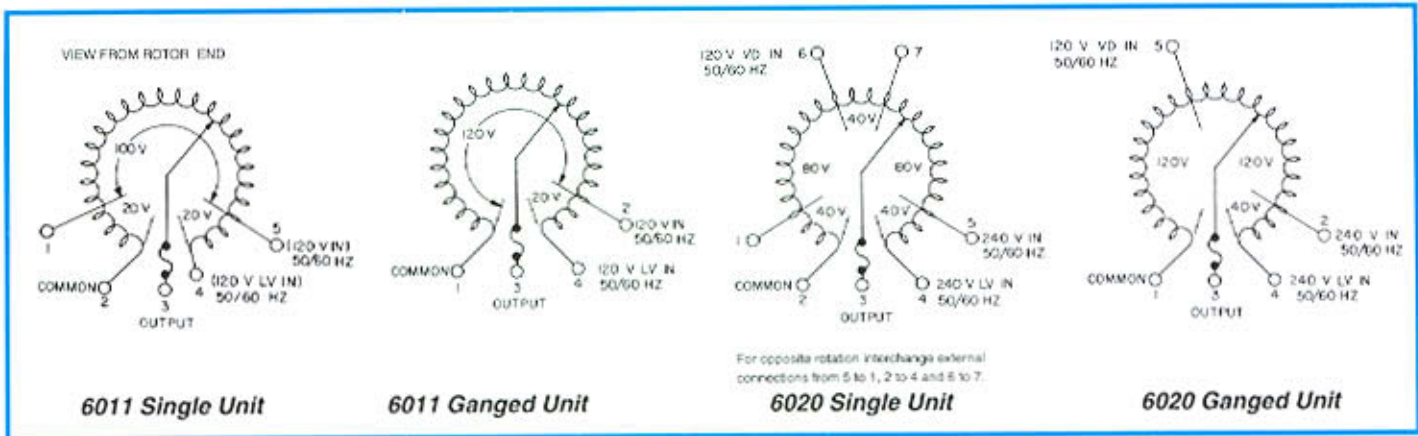 VIEW FROM ROTOR END
100V
20V
20V
1
5
(120 V IN)
50/60 HZ
COMMON
2
3
4
(120 V LV IN)
50/60 HZ
OUTPUT
6011 Single Unit
120V
20V
2
120 V IN
50/60 HZ
COMMON
1
3
OUTPUT
4
120 V LV IN
50/60 HZ
6011 Ganged Unit
120 V VD IN
50/60 HZ
6
7
40V
80V
80V
40V
40V
1
5
240 V IN
50/60 HZ
COMMON
2
3
4
240 V LV IN
50/60 HZ
OUTPUT
For opposite rotation interchange external
connections from 5 to 1, 2 to 4 and 6 to 7.
6020 Single Unit
120 V VD IN
50/60 HZ
5
120V
120V
40V
2
240 V IN
50/60 HZ
COMMON
1
3
4
240 V LV IN
50/60 HZ
OUTPUT
6020 Ganged Unit